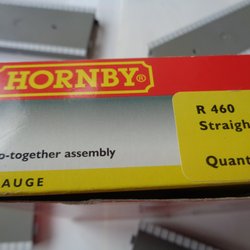 HORNBY®
R 460
Straigh
o-together assembly
Quant
AUGE